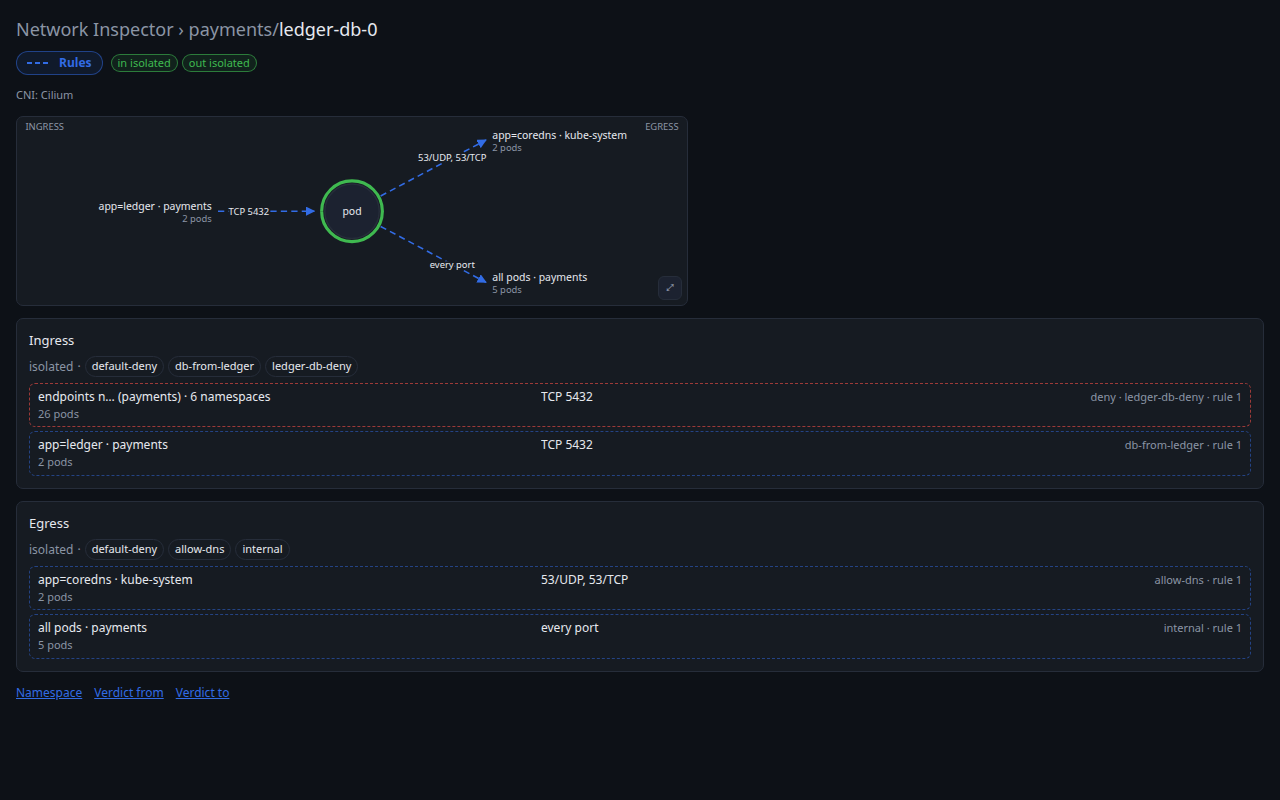 Network Inspector › payments/ledger-db-0
Rules
in isolated
out isolated
CNI: Cilium
INGRESS
EGRESS
app=coredns · kube-system
2 pods
53/UDP, 53/TCP
app=ledger · payments
2 pods
TCP 5432
pod
every port
all pods · payments
5 pods
Ingress
isolated · default-deny db-from-ledger ledger-db-deny
endpoints n... (payments) · 6 namespaces TCP 5432 deny · ledger-db-deny · rule 1
26 pods
app=ledger · payments TCP 5432 db-from-ledger · rule 1
2 pods
Egress
isolated · default-deny allow-dns internal
app=coredns · kube-system 53/UDP, 53/TCP allow-dns · rule 1
2 pods
all pods · payments every port internal · rule 1
5 pods
Namespace Verdict from Verdict to